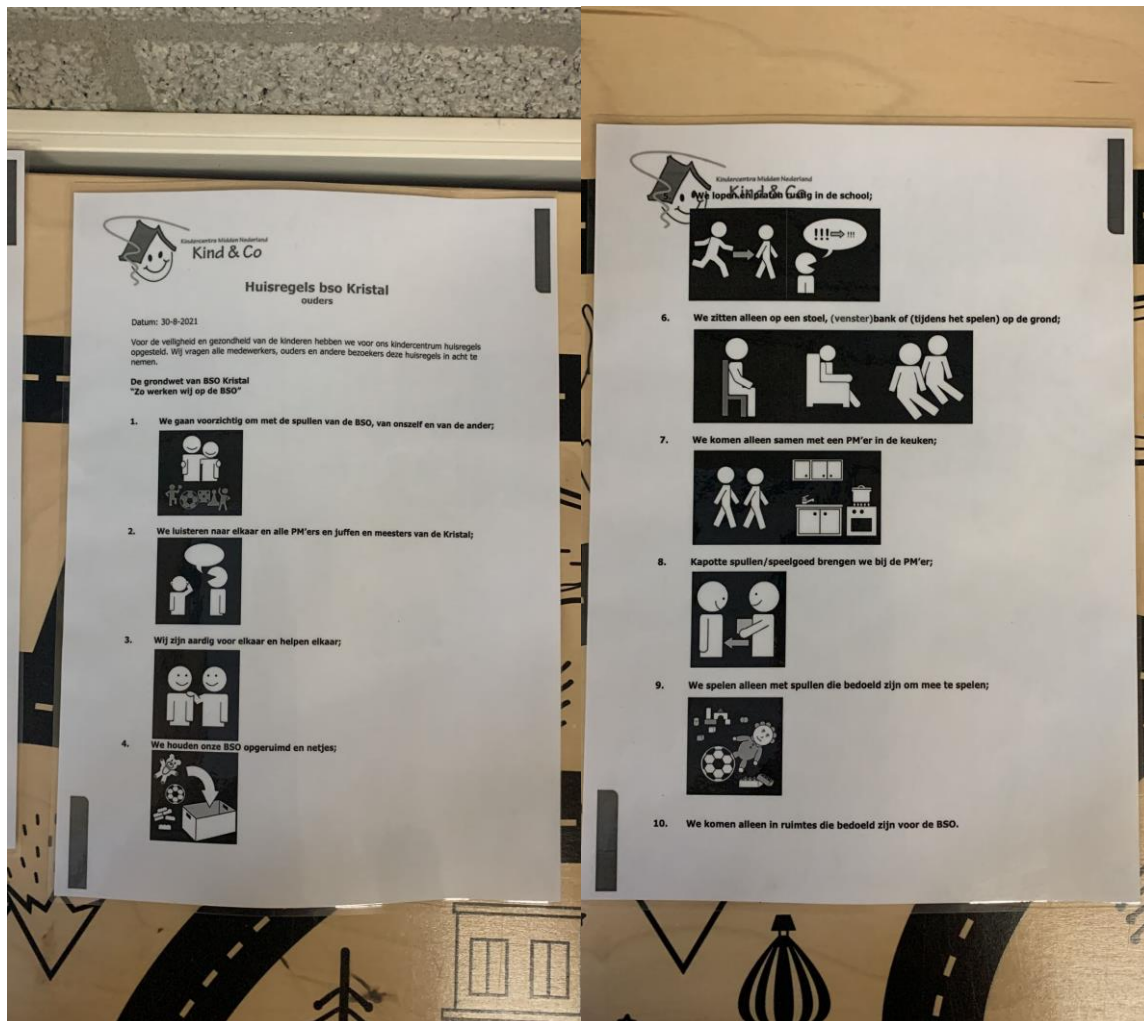 Kindercentra Midden Nederland
Kind & Co
Huisregels bso Kristal
ouders
Datum: 30-8-2021
Voor de veiligheid en gezondheid van de kinderen hebben we voor ons kindercentrum huisregels
opgesteld. Wij vragen alle medewerkers, ouders en andere bezoekers deze huisregels in acht te
nemen.
De grondwet van BSO Kristal
"Zo werken wij op de BSO"
1. We gaan voorzichtig om met de spullen van de BSO, van onszelf en van de ander;
2. We luisteren naar elkaar en alle PM'ers en juffen en meesters van de Kristal;
3. Wij zijn aardig voor elkaar en helpen elkaar;
4. We houden onze BSO opgeruimd en netjes;
Kindercentra Midden Nederland
Kind & Co
5. We lopen en praten rustig in de school;
!!! !!!
6. We zitten alleen op een stoel, (venster)bank of (tijdens het spelen) op de grond;
7. We komen alleen samen met een PM'er in de keuken;
8. Kapotte spullen/speelgoed brengen we bij de PM'er;
9. We spelen alleen met spullen die bedoeld zijn om mee te spelen;
10. We komen alleen in ruimtes die bedoeld zijn voor de BSO.